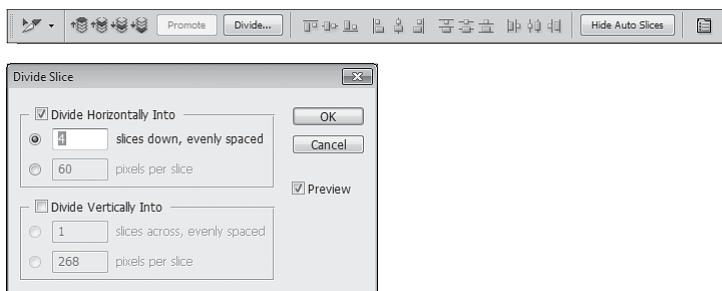 Promote Divide... Hide Auto Slices
Divide Slice
Divide Horizontally Into
4 slices down, evenly spaced
60 pixels per slice
Divide Vertically Into
1 slices across, evenly spaced
268 pixels per slice
OK
Cancel
Preview